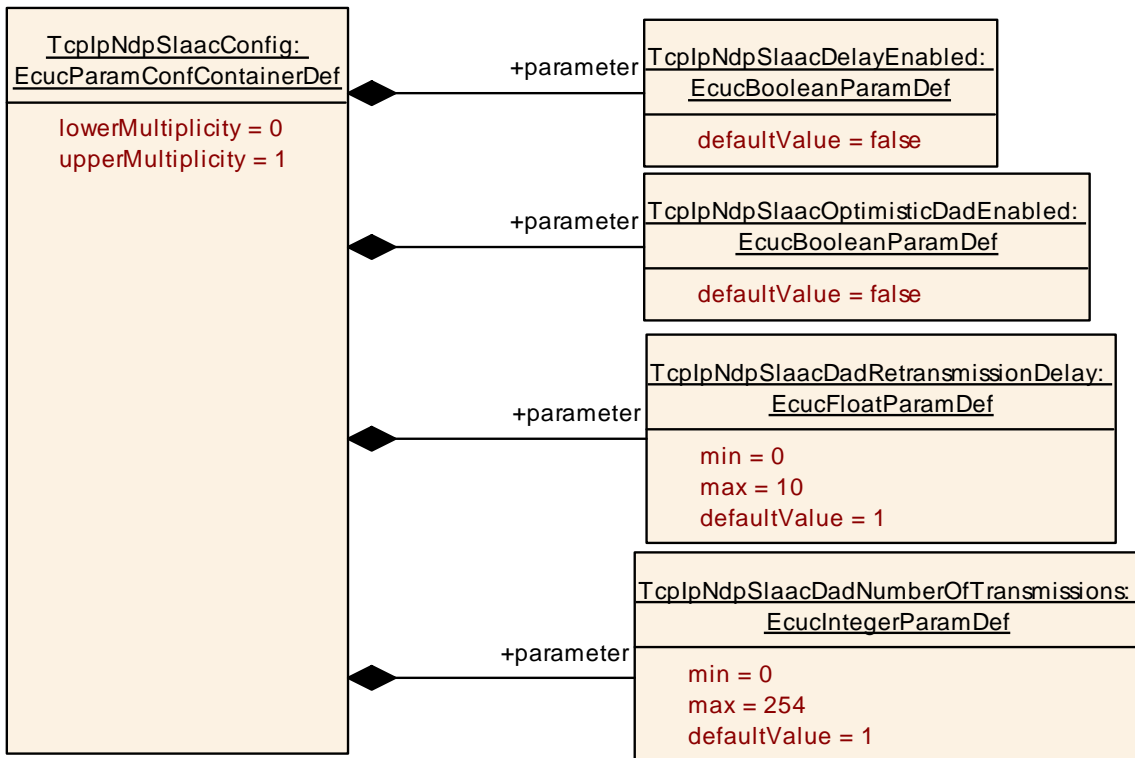 TcpIpNdpSlaacConfig:
EcucParamConfContainerDef
lowerMultiplicity = 0
upperMultiplicity = 1
+parameter
TcpIpNdpSlaacDelayEnabled:
EcucBooleanParamDef
defaultValue = false
+parameter
TcpIpNdpSlaacOptimisticDadEnabled:
EcucBooleanParamDef
defaultValue = false
+parameter
TcpIpNdpSlaacDadRetransmissionDelay:
EcucFloatParamDef
min = 0
max = 10
defaultValue = 1
+parameter
TcpIpNdpSlaacDadNumberOfTransmissions:
EcucIntegerParamDef
min = 0
max = 254
defaultValue = 1